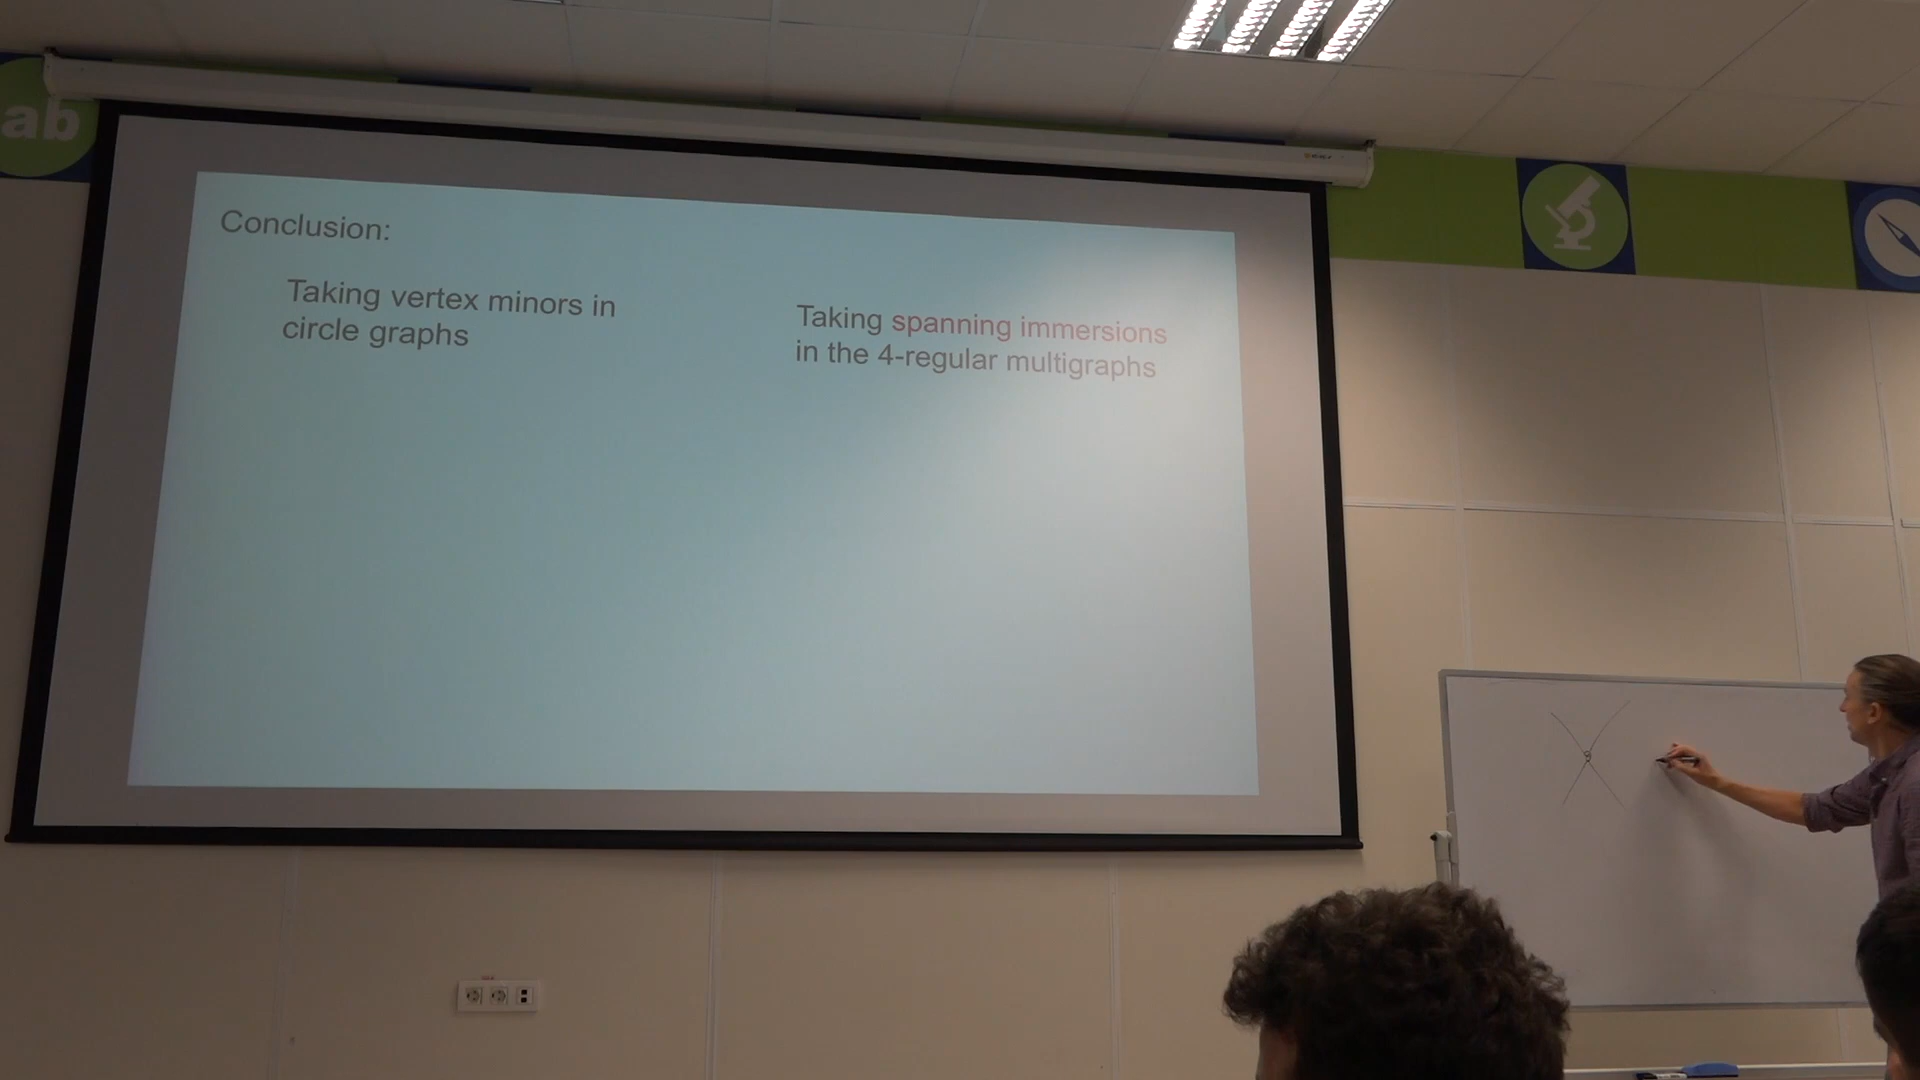 ab
Conclusion:
Taking vertex minors in
circle graphs
Taking spanning immersions
in the 4-regular multigraphs